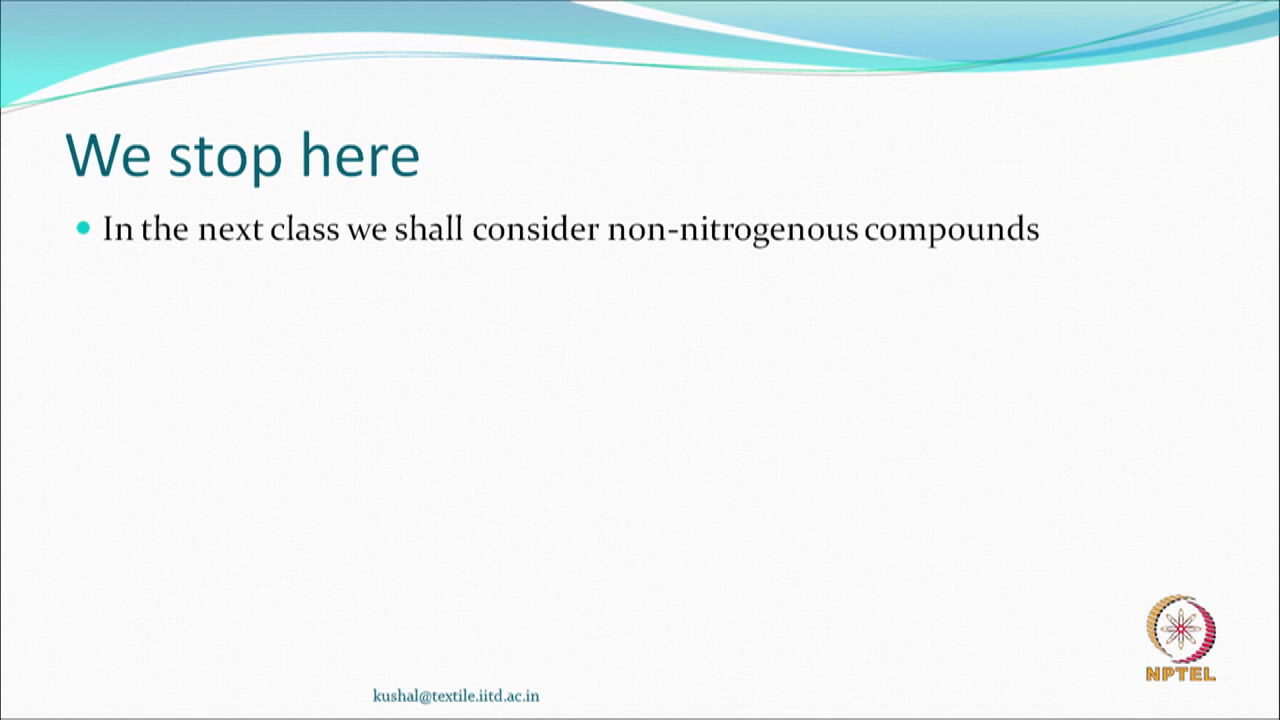 We stop here
In the next class we shall consider non-nitrogenous compounds
NPTEL
kushal@textile.iitd.ac.in